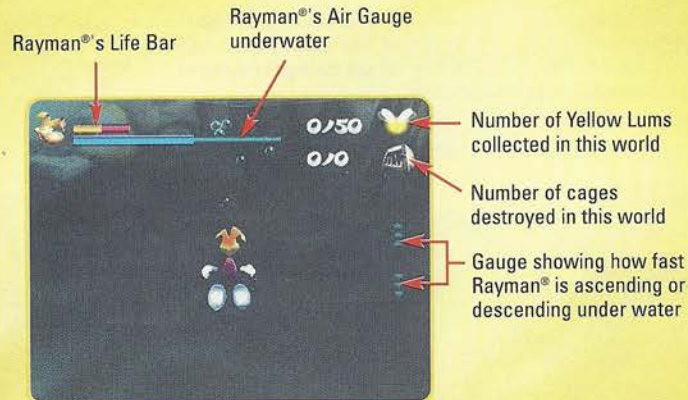 Rayman®'s Life Bar
Rayman®'s Air Gauge
underwater
0/50
0/0
Number of Yellow Lums
collected in this world
Number of cages
destroyed in this world
Gauge showing how fast
Rayman® is ascending or
descending under water